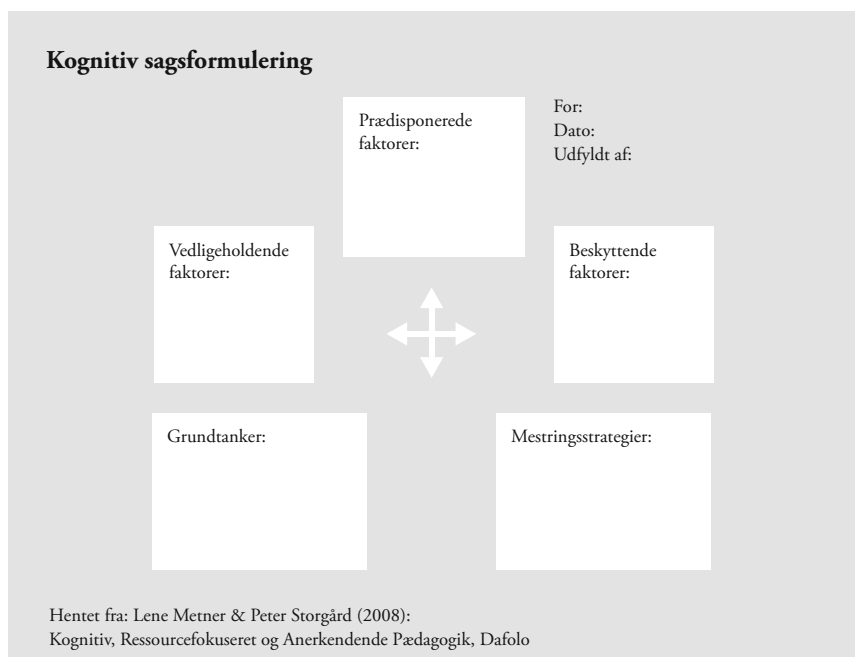 Kognitiv sagsformulering
Prædisponerede
faktorer:
For:
Dato:
Udfyldt af:
Vedligeholdende
faktorer:
Beskyttende
faktorer:
Grundtanker:
Mestringsstrategier:
Hentet fra: Lene Metner & Peter Storgård (2008):
Kognitiv, Ressourcefokuseret og Anerkendende Pædagogik, Dafolo